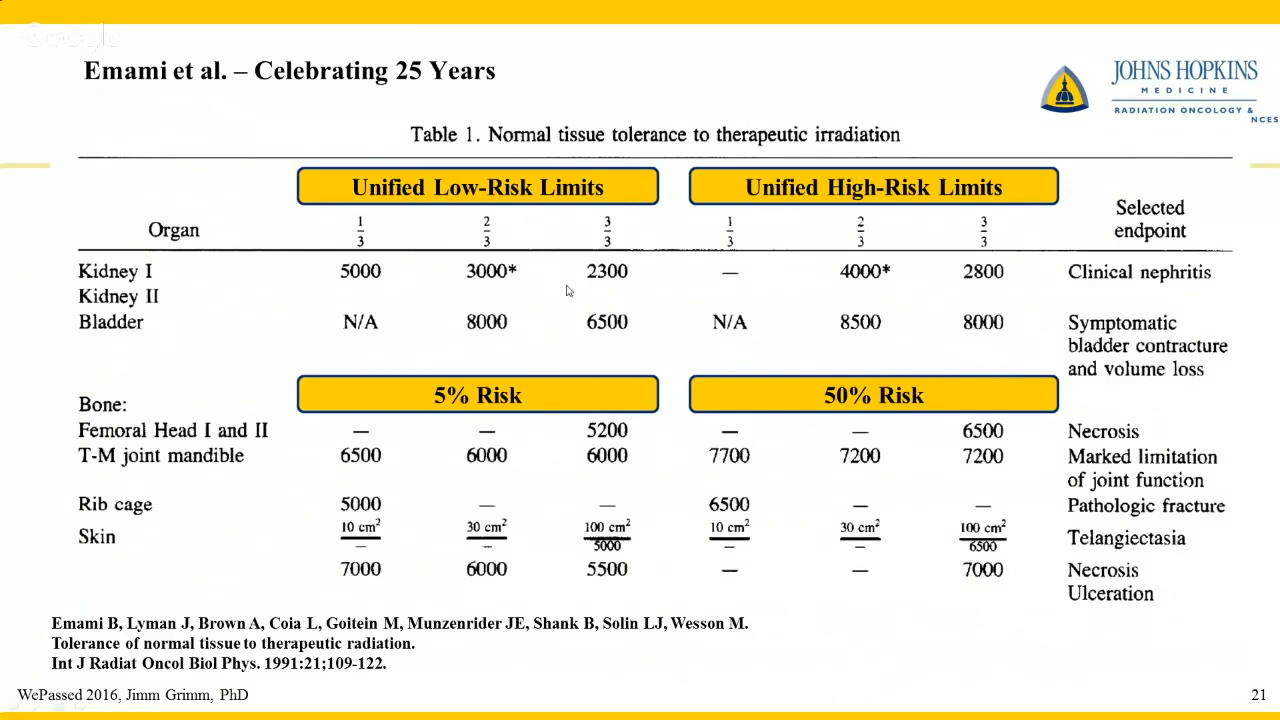 Google
Emami et al. – Celebrating 25 Years
JOHNS HOPKINS
MEDICINE
RADIATION ONCOLOGY &
NCES
Table 1. Normal tissue tolerance to therapeutic irradiation
Unified Low-Risk Limits Unified High-Risk Limits
Organ 1/3 2/3 3/3 1/3 2/3 3/3 Selected endpoint
Kidney I 5000 3000* 2300 — 4000* 2800 Clinical nephritis
Kidney II
Bladder N/A 8000 6500 N/A 8500 8000 Symptomatic
bladder contracture
and volume loss
5% Risk 50% Risk
Bone:
Femoral Head I and II — — 5200 — — 6500 Necrosis
T-M joint mandible 6500 6000 6000 7700 7200 7200 Marked limitation
of joint function
Rib cage 5000 — — 6500 — — Pathologic fracture
10 cm² 30 cm² 100 cm² 10 cm² 30 cm² 100 cm²
Skin — — 5000 — — 6500 Telangiectasia
7000 6000 5500 — — 7000 Necrosis
Ulceration
Emami B, Lyman J, Brown A, Coia L, Goitein M, Munzenrider JE, Shank B, Solin LJ, Wesson M.
Tolerance of normal tissue to therapeutic radiation.
Int J Radiat Oncol Biol Phys. 1991:21;109-122.
WePassed 2016, Jimm Grimm, PhD 21